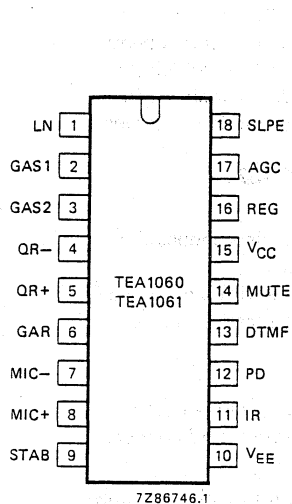 LN 1 18 SLPE
GAS1 2 17 AGC
GAS2 3 16 REG
QR− 4 15 VCC
QR+ 5 TEA1060 14 MUTE
TEA1061
GAR 6 13 DTMF
MIC− 7 12 PD
MIC+ 8 11 IR
STAB 9 10 VEE
7Z86746.1